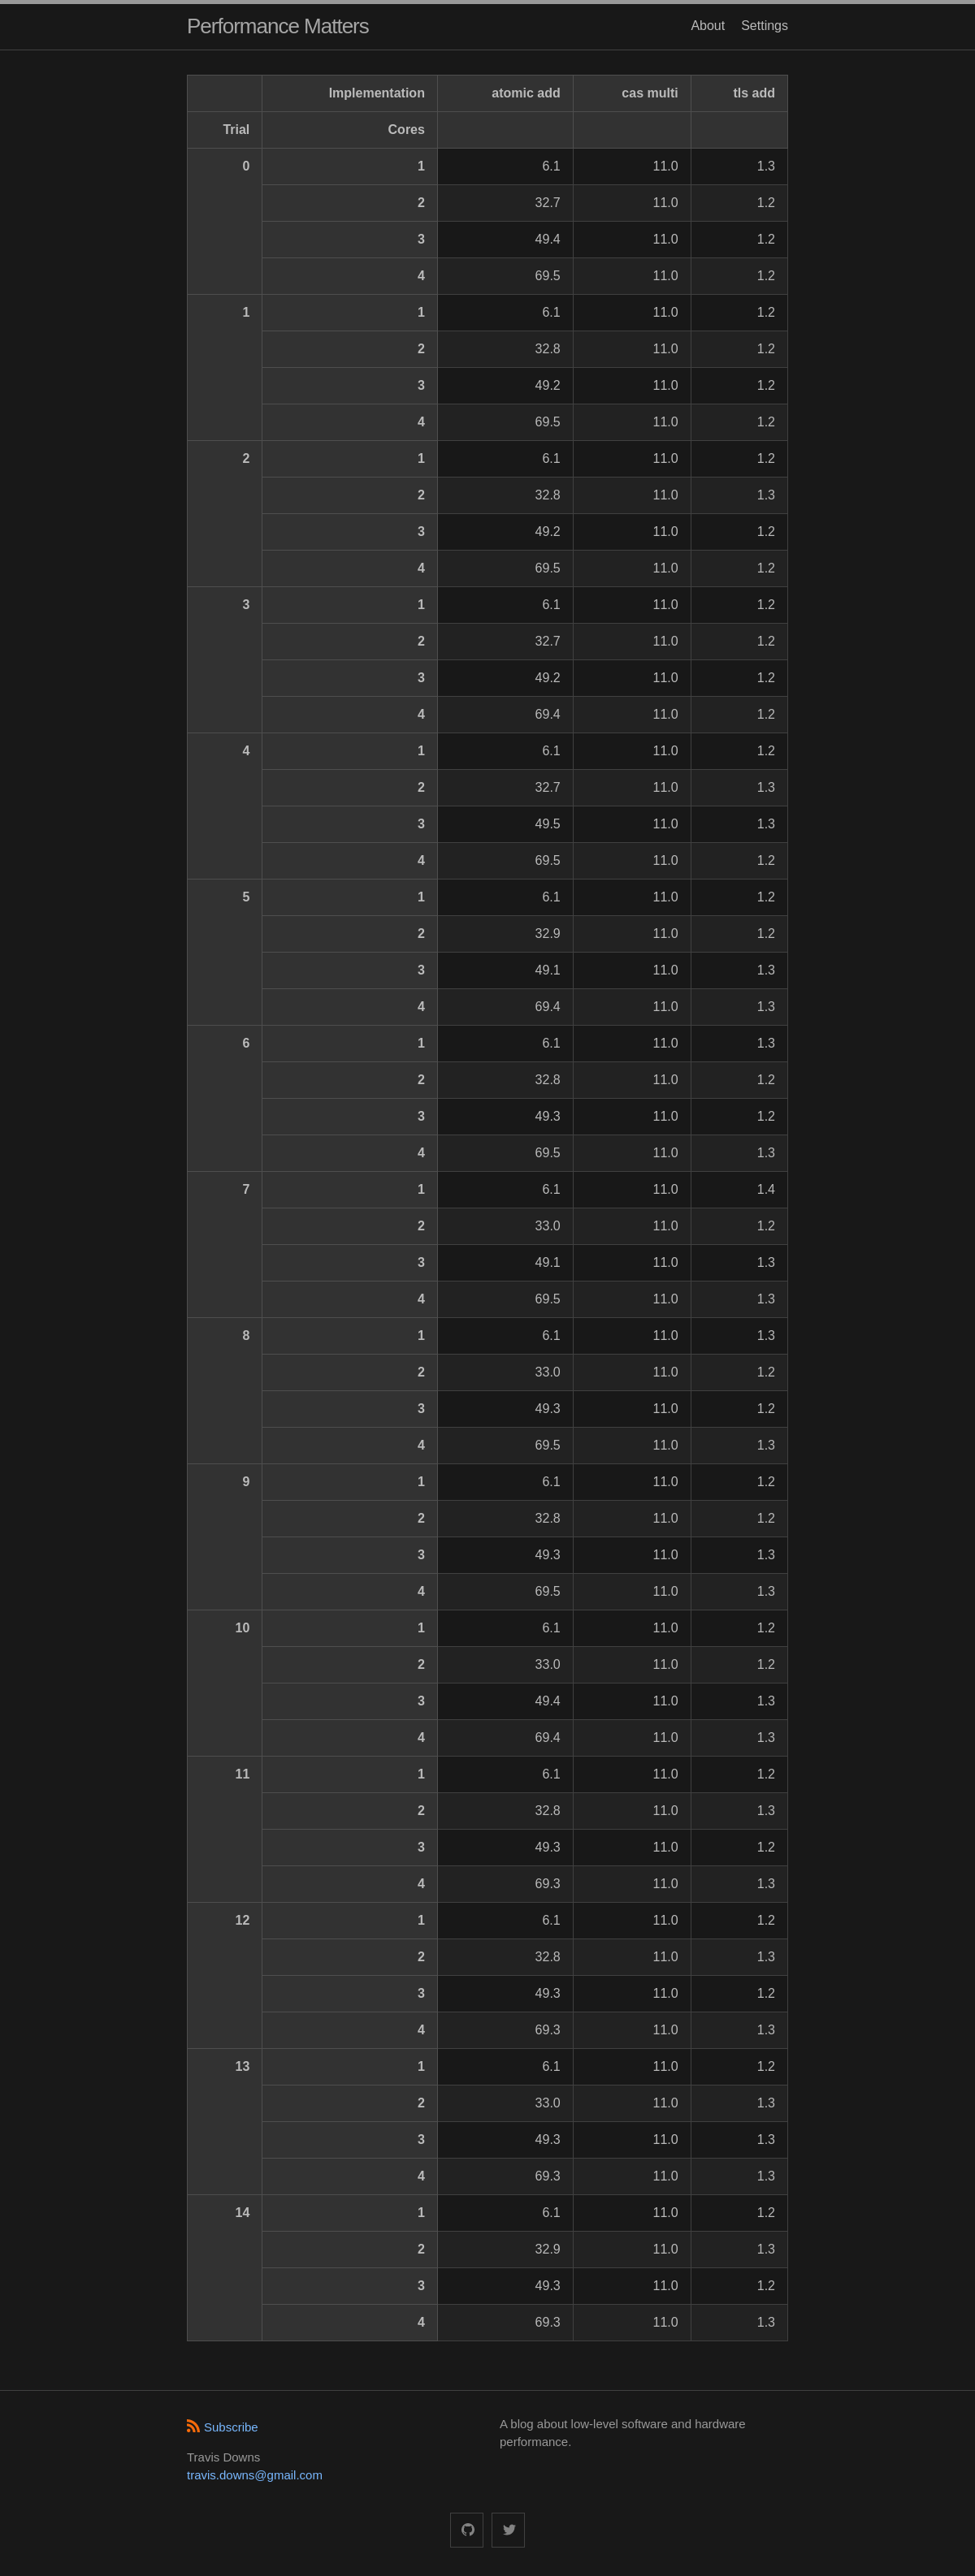 Performance Matters
About Settings
Implementation atomic add cas multi tls add
Trial Cores
0 1 6.1 11.0 1.3
2 32.7 11.0 1.2
3 49.4 11.0 1.2
4 69.5 11.0 1.2
1 1 6.1 11.0 1.2
2 32.8 11.0 1.2
3 49.2 11.0 1.2
4 69.5 11.0 1.2
2 1 6.1 11.0 1.2
2 32.8 11.0 1.3
3 49.2 11.0 1.2
4 69.5 11.0 1.2
3 1 6.1 11.0 1.2
2 32.7 11.0 1.2
3 49.2 11.0 1.2
4 69.4 11.0 1.2
4 1 6.1 11.0 1.2
2 32.7 11.0 1.3
3 49.5 11.0 1.3
4 69.5 11.0 1.2
5 1 6.1 11.0 1.2
2 32.9 11.0 1.2
3 49.1 11.0 1.3
4 69.4 11.0 1.3
6 1 6.1 11.0 1.3
2 32.8 11.0 1.2
3 49.3 11.0 1.2
4 69.5 11.0 1.3
7 1 6.1 11.0 1.4
2 33.0 11.0 1.2
3 49.1 11.0 1.3
4 69.5 11.0 1.3
8 1 6.1 11.0 1.3
2 33.0 11.0 1.2
3 49.3 11.0 1.2
4 69.5 11.0 1.3
9 1 6.1 11.0 1.2
2 32.8 11.0 1.2
3 49.3 11.0 1.3
4 69.5 11.0 1.3
10 1 6.1 11.0 1.2
2 33.0 11.0 1.2
3 49.4 11.0 1.3
4 69.4 11.0 1.3
11 1 6.1 11.0 1.2
2 32.8 11.0 1.3
3 49.3 11.0 1.2
4 69.3 11.0 1.3
12 1 6.1 11.0 1.2
2 32.8 11.0 1.3
3 49.3 11.0 1.2
4 69.3 11.0 1.3
13 1 6.1 11.0 1.2
2 33.0 11.0 1.3
3 49.3 11.0 1.3
4 69.3 11.0 1.3
14 1 6.1 11.0 1.2
2 32.9 11.0 1.3
3 49.3 11.0 1.2
4 69.3 11.0 1.3
Subscribe
Travis Downs
travis.downs@gmail.com
A blog about low-level software and hardware
performance.